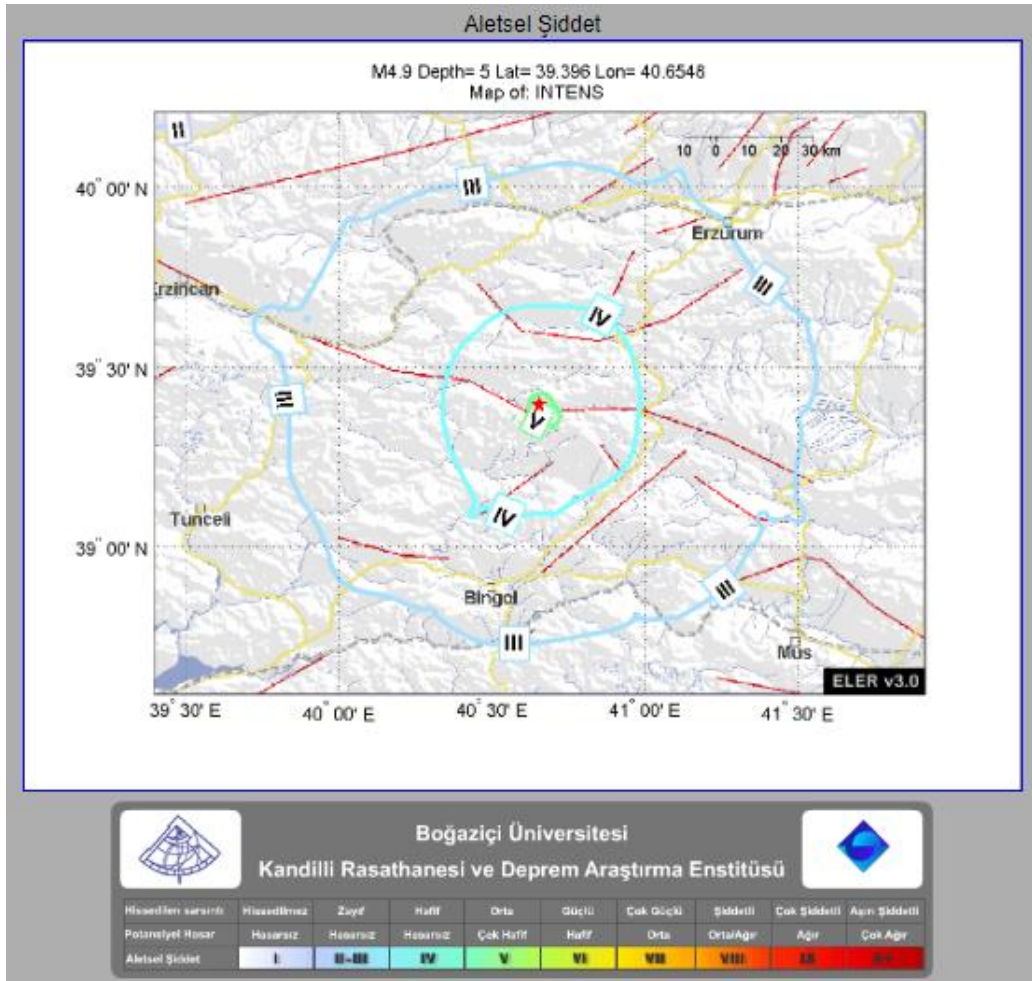 Aletsel Şiddet
M4.9 Depth= 5 Lat= 39.396 Lon= 40.6548
Map of: INTENS
II
10 0 10 20 30 km
III
40° 00' N
Erzurum
III
rzincan
IV
39° 30' N
III
V
IV
Tunceli
39° 00' N
Bingol
III
III
Mus
ELER v3.0
39° 30' E 40° 00' E 40° 30' E 41° 00' E 41° 30' E
Boğaziçi Üniversitesi
Kandilli Rasathanesi ve Deprem Araştırma Enstitüsü
Hissedilen sarsıntı Hissedilmez Zayıf Hafif Orta Güçlü Çok Güçlü Şiddetli Çok Şiddetli Aşırı Şiddetli
Potansiyel Hasar Hasarsız Hasarsız Hasarsız Çok Hafif Hafif Orta Orta/Ağır Ağır Çok Ağır
Aletsel Şiddet I II-III IV V VI VII VIII IX